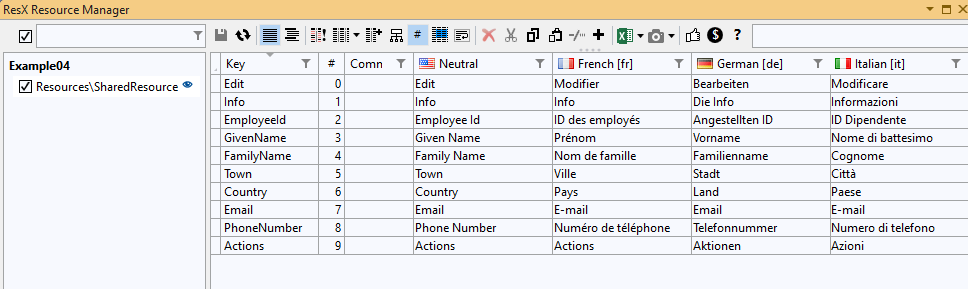 ResX Resource Manager
#
?
Example04
Resources\SharedResource
Key # Comn Neutral French [fr] German [de] Italian [it]
Edit 0 Edit Modifier Bearbeiten Modificare
Info 1 Info Info Die Info Informazioni
EmployeeId 2 Employee Id ID des employés Angestellten ID ID Dipendente
GivenName 3 Given Name Prénom Vorname Nome di battesimo
FamilyName 4 Family Name Nom de famille Familienname Cognome
Town 5 Town Ville Stadt Città
Country 6 Country Pays Land Paese
Email 7 Email E-mail Email E-mail
PhoneNumber 8 Phone Number Numéro de téléphone Telefonnummer Numero di telefono
Actions 9 Actions Actions Aktionen Azioni